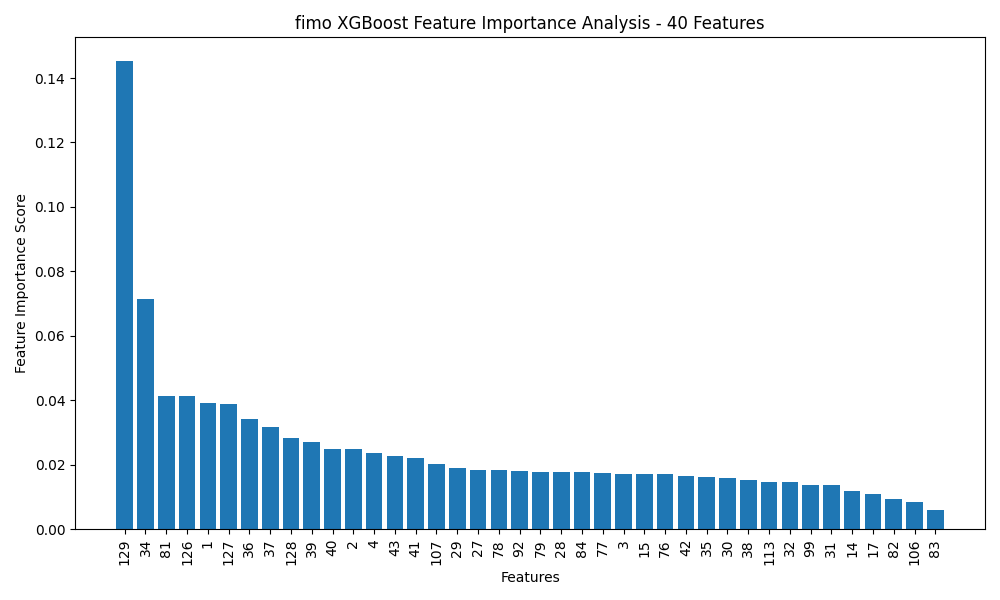 fimo XGBoost Feature Importance Analysis - 40 Features
Feature Importance Score
0.14
0.12
0.10
0.08
0.06
0.04
0.02
0.00
129 34 81 126 1 127 36 37 128 39 40 2 4 43 41 107 29 27 78 92 79 28 84 77 3 15 76 42 35 30 38 113 32 99 31 14 17 82 106 83
Features